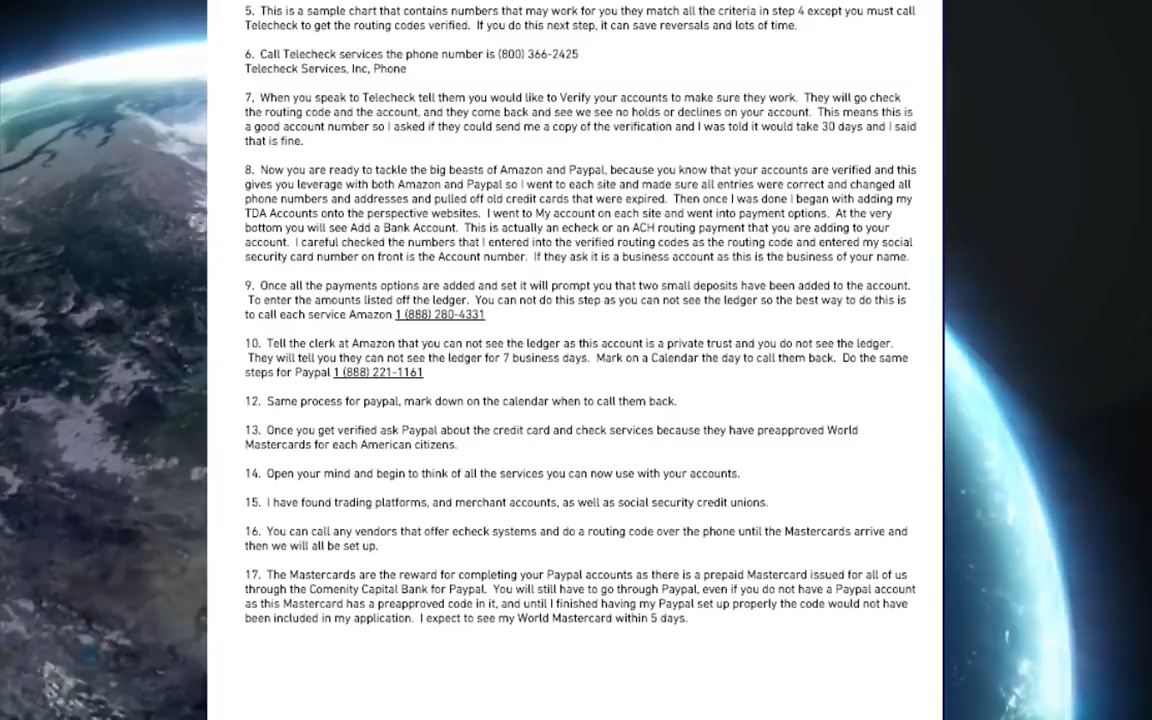 5.  This is a sample chart that contains numbers that may work for you they match all the criteria in step 4 except you must call
Telecheck to get the routing codes verified.  If you do this next step, it can save reversals and lots of time.
6.  Call Telecheck services the phone number is (800) 366-2425
Telecheck Services, Inc, Phone
7,  When you speak to Telecheck tell them you would like to Verify your accounts to make sure they work.  They will go check
the routing code and the account, and they come back and see we see no holds or declines on your account.  This means this is
a good account number so I asked if they could send me a copy of the verification and I was told it would take 30 days and I said
that is fine.
8.  Now you are ready to tackle the big beasts of Amazon and Paypal, because you know that your accounts are verified and this
gives you leverage with both Amazon and Paypal so I went to each site and made sure all entries were correct and changed all
phone numbers and addresses and pulled off old credit cards that were expired.  Then once I was done I began with adding my
TDA Accounts onto the perspective websites.  I went to My account on each site and went into payment options.  At the very
bottom you will see Add a Bank Account.  This is actually an echeck or an ACH routing payment that you are adding to your
account.  I careful checked the numbers that I entered into the verified routing codes as the routing code and entered my social
security card number on front is the Account number.  If they ask it is a business account as this is the business of your name.
9.  Once all the payments options are added and set it will prompt you that two small deposits have been added to the account.
To enter the amounts listed off the ledger.  You can not do this step as you can not see the ledger so the best way to do this is
to call each service Amazon 1 (888) 280-4331
10.  Tell the clerk at Amazon that you can not see the ledger as this account is a private trust and you do not see the ledger.
They will tell you they can not see the ledger for 7 business days.  Mark on a Calendar the day to call them back.  Do the same
steps for Paypal 1 (888) 221-1161
12.  Same process for paypal, mark down on the calendar when to call them back.
13.  Once you get verified ask Paypal about the credit card and check services because they have preapproved World
Mastercards for each American citizens.
14.  Open your mind and begin to think of all the services you can now use with your accounts.
15.  I have found trading platforms, and merchant accounts, as well as social security credit unions.
16.  You can call any vendors that offer echeck systems and do a routing code over the phone until the Mastercards arrive and
then we will all be set up.
17.  The Mastercards are the reward for completing your Paypal accounts as there is a prepaid Mastercard issued for all of us
through the Comenity Capital Bank for Paypal.  You will still have to go through Paypal, even if you do not have a Paypal account
as this Mastercard has a preapproved code in it, and until I finished having my Paypal set up properly the code would not have
been included in my application.  I expect to see my World Mastercard within 5 days.